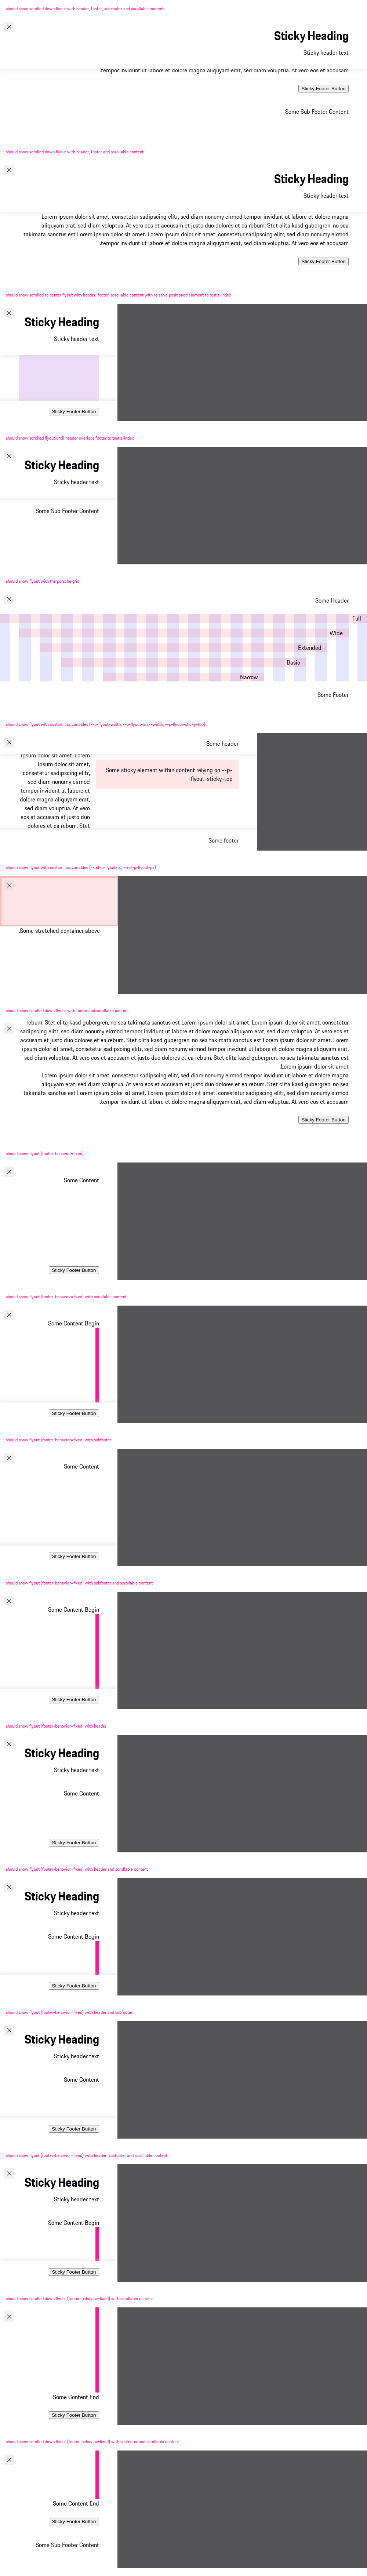 should show scrolled down flyout with header, footer, subfooter and scrollable content
Sticky Heading
Sticky header text
tempor invidunt ut labore et dolore magna aliquyam erat, sed diam voluptua. At vero eos et accusam.
Sticky Footer Button
Some Sub Footer Content
should show scrolled down flyout with header, footer and scrollable content
Sticky Heading
Sticky header text
Lorem ipsum dolor sit amet, consetetur sadipscing elitr, sed diam nonumy eirmod tempor invidunt ut labore et dolore magna
aliquyam erat, sed diam voluptua. At vero eos et accusam et justo duo dolores et ea rebum. Stet clita kasd gubergren, no sea
takimata sanctus est Lorem ipsum dolor sit amet. Lorem ipsum dolor sit amet, consetetur sadipscing elitr, sed diam nonumy eirmod
tempor invidunt ut labore et dolore magna aliquyam erat, sed diam voluptua. At vero eos et accusam.
Sticky Footer Button
should show scrolled to center flyout with header, footer, scrollable content with relative positioned element to test z-index
Sticky Heading
Sticky header text
Sticky Footer Button
should show scrolled flyout until header overlaps footer to test z-index
Sticky Heading
Sticky header text
Some Sub Footer Content
should show flyout with the porsche grid
Some Header
Full
Wide
Extended
Basic
Narrow
Some Footer
should show flyout with custom css variables (--p-flyout-width, --p-flyout-max-width, --p-flyout-sticky-top)
Some header
ipsum dolor sit amet. Lorem
ipsum dolor sit amet,
consetetur sadipscing elitr,
sed diam nonumy eirmod
tempor invidunt ut labore et
dolore magna aliquyam erat,
sed diam voluptua. At vero
eos et accusam et justo duo
dolores et ea rebum. Stet
Some sticky element within content relying on --p-
flyout-sticky-top
Some footer
should show flyout with custom css variables (--ref-p-flyout-pt, --ref-p-flyout-px)
Some stretched container above.
should show scrolled down flyout with footer and scrollable content
rebum. Stet clita kasd gubergren, no sea takimata sanctus est Lorem ipsum dolor sit amet. Lorem ipsum dolor sit amet, consetetur
sadipscing elitr, sed diam nonumy eirmod tempor invidunt ut labore et dolore magna aliquyam erat, sed diam voluptua. At vero eos et
accusam et justo duo dolores et ea rebum. Stet clita kasd gubergren, no sea takimata sanctus est Lorem ipsum dolor sit amet. Lorem
ipsum dolor sit amet, consetetur sadipscing elitr, sed diam nonumy eirmod tempor invidunt ut labore et dolore magna aliquyam erat,
sed diam voluptua. At vero eos et accusam et justo duo dolores et ea rebum. Stet clita kasd gubergren, no sea takimata sanctus est
Lorem ipsum dolor sit amet.
Lorem ipsum dolor sit amet, consetetur sadipscing elitr, sed diam nonumy eirmod tempor invidunt ut labore et dolore magna
aliquyam erat, sed diam voluptua. At vero eos et accusam et justo duo dolores et ea rebum. Stet clita kasd gubergren, no sea
takimata sanctus est Lorem ipsum dolor sit amet. Lorem ipsum dolor sit amet, consetetur sadipscing elitr, sed diam nonumy eirmod
tempor invidunt ut labore et dolore magna aliquyam erat, sed diam voluptua. At vero eos et accusam.
Sticky Footer Button
should show flyout (footer-behavior=fixed)
Some Content
Sticky Footer Button
should show flyout (footer-behavior=fixed) with scrollable content
Some Content Begin
Sticky Footer Button
should show flyout (footer-behavior=fixed) with subfooter
Some Content
Sticky Footer Button
should show flyout (footer-behavior=fixed) with subfooter and scrollable content
Some Content Begin
Sticky Footer Button
should show flyout (footer-behavior=fixed) with header
Sticky Heading
Sticky header text
Some Content
Sticky Footer Button
should show flyout (footer-behavior=fixed) with header and scrollable content
Sticky Heading
Sticky header text
Some Content Begin
Sticky Footer Button
should show flyout (footer-behavior=fixed) with header and subfooter
Sticky Heading
Sticky header text
Some Content
Sticky Footer Button
should show flyout (footer-behavior=fixed) with header, subfooter and scrollable content
Sticky Heading
Sticky header text
Some Content Begin
Sticky Footer Button
should show scrolled down flyout (footer-behavior=fixed) with scrollable content
Some Content End
Sticky Footer Button
should show scrolled down flyout (footer-behavior=fixed) with subfooter and scrollable content
Some Content End
Sticky Footer Button
Some Sub Footer Content